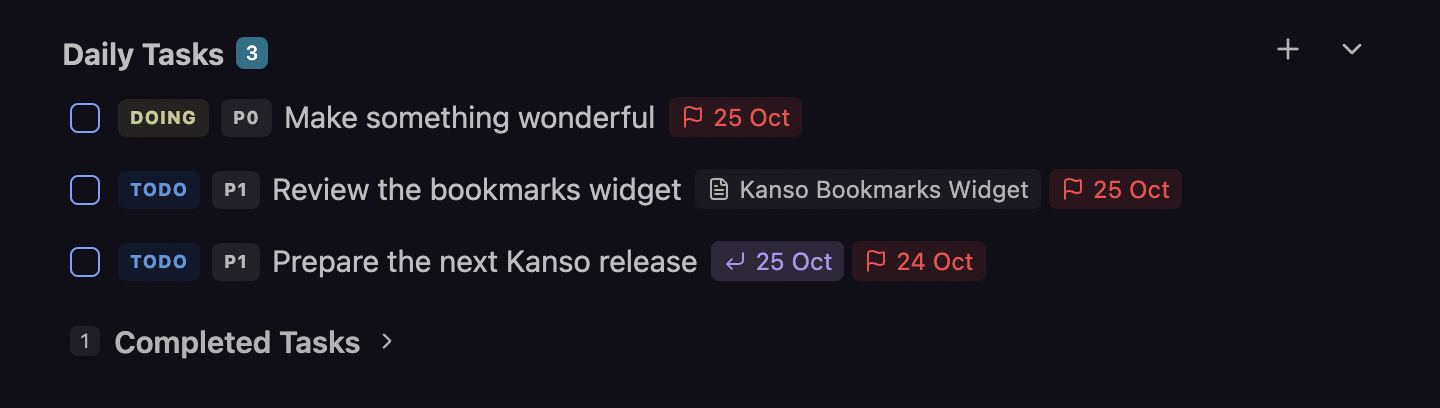 Daily Tasks 3
DOING P0 Make something wonderful 25 Oct
TODO P1 Review the bookmarks widget Kanso Bookmarks Widget 25 Oct
TODO P1 Prepare the next Kanso release 25 Oct 24 Oct
1 Completed Tasks